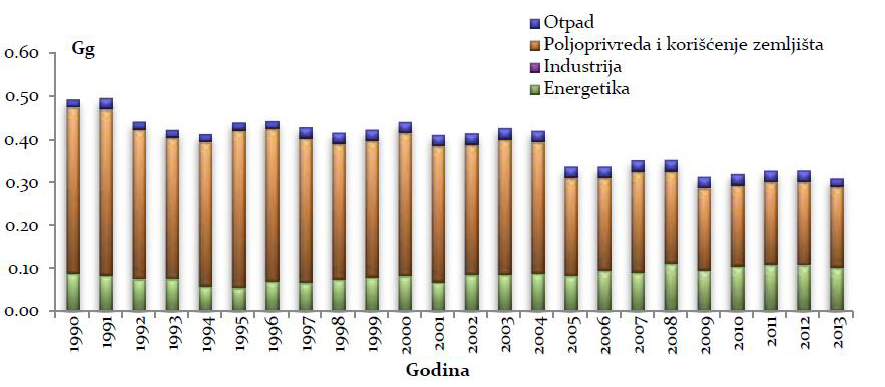 Otpad
Poljoprivreda i korišćenje zemljišta
Industrija
Energetika
Gg
0.60
0.50
0.40
0.30
0.20
0.10
0.00
1990 1991 1992 1993 1994 1995 1996 1997 1998 1999 2000 2001 2002 2003 2004 2005 2006 2007 2008 2009 2010 2011 2012 2013
Godina